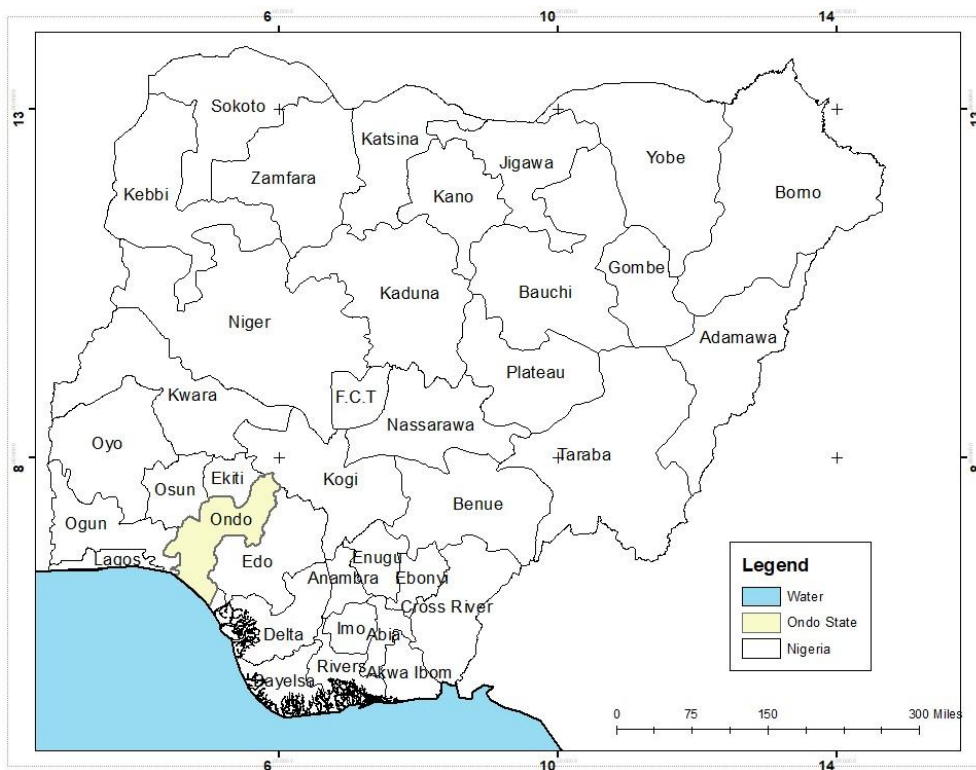 6 10 14
13 13
Sokoto
Katsina
Jigawa
Yobe
Borno
Kebbi
Zamfara
Kano
Gombe
Kaduna
Bauchi
Niger
Adamawa
Plateau
F.C.T
Kwara
Nassarawa
Oyo
Taraba
8 8
Osun
Ekiti
Kogi
Benue
Ogun
Ondo
Lagos
Edo
Enugu
Anambra
Ebonyi
Cross River
Delta
Imo
Abia
Rivers
Akwa Ibom
Bayelsa
Legend
Water
Ondo State
Nigeria
0 75 150 300 Miles
6 10 14